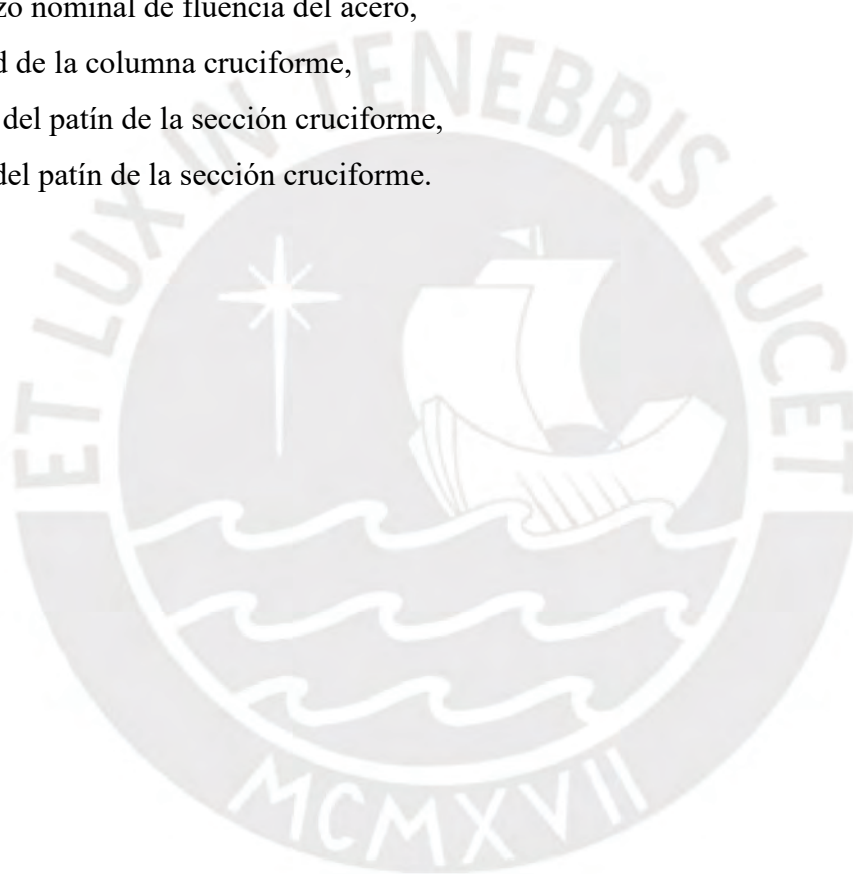 zo nominal de fluencia del acero,
d de la columna cruciforme,
del patín de la sección cruciforme,
del patín de la sección cruciforme.
ET LUX IN TENEBRIS LUCET
MCMXVII